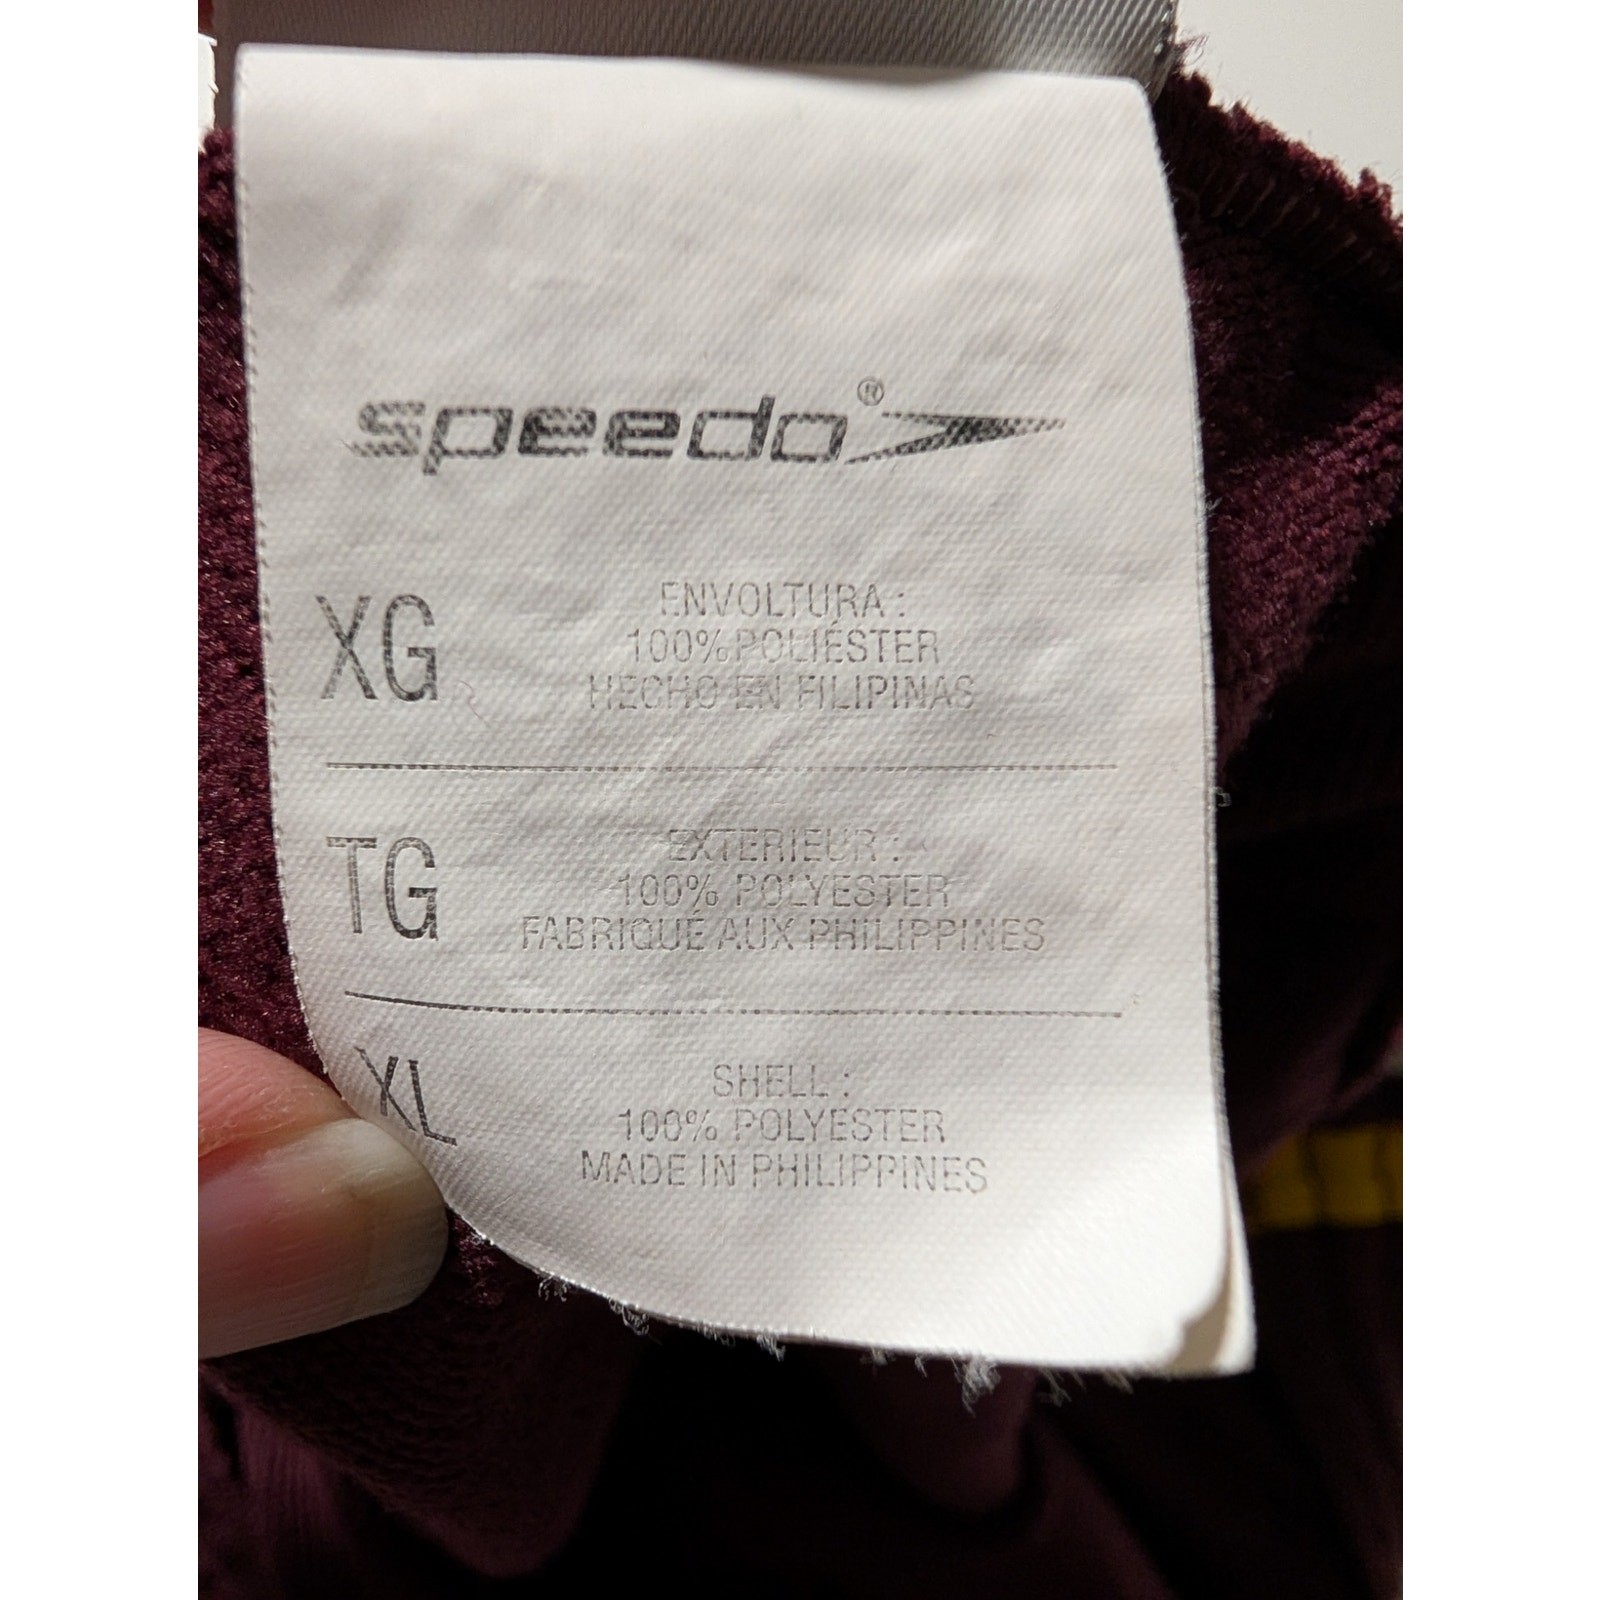 speedo®
XG
ENVOLTURA :
100% POLIÉSTER
HECHO EN FILIPINAS
TG
EXTERIEUR :
100% POLYESTER
FABRIQUÉ AUX PHILIPPINES
XL
SHELL :
100% POLYESTER
MADE IN PHILIPPINES